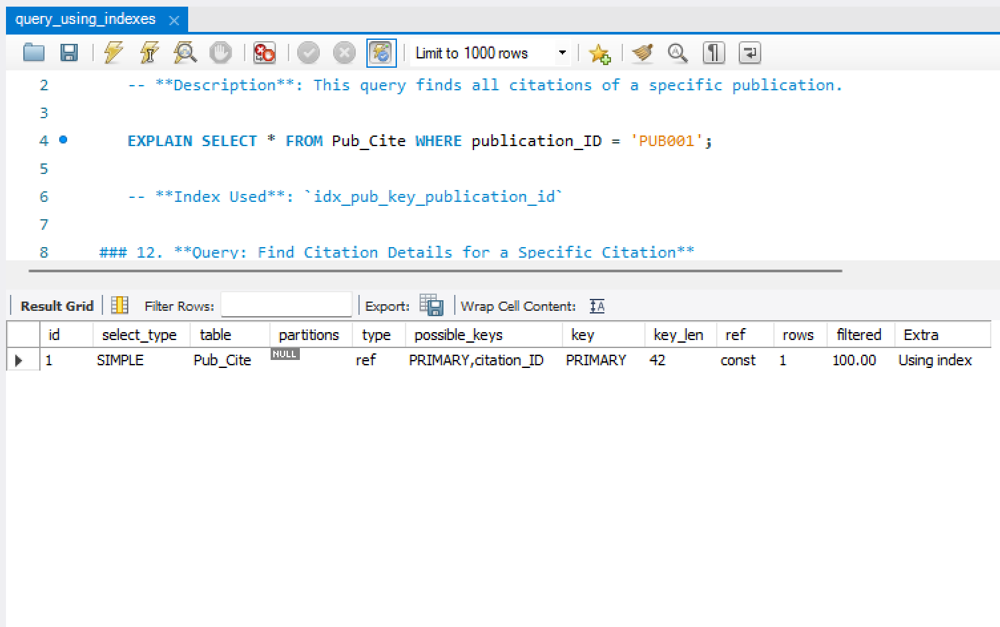 query_using_indexes
Limit to 1000 rows
2 -- **Description**: This query finds all citations of a specific publication.
3
4 EXPLAIN SELECT * FROM Pub_Cite WHERE publication_ID = 'PUB001';
5
6 -- **Index Used**: `idx_pub_key_publication_id`
7
8 ### 12. **Query: Find Citation Details for a Specific Citation**
Result Grid Filter Rows: Export: Wrap Cell Content:
id select_type table partitions type possible_keys key key_len ref rows filtered Extra
1 SIMPLE Pub_Cite NULL ref PRIMARY,citation_ID PRIMARY 42 const 1 100.00 Using index